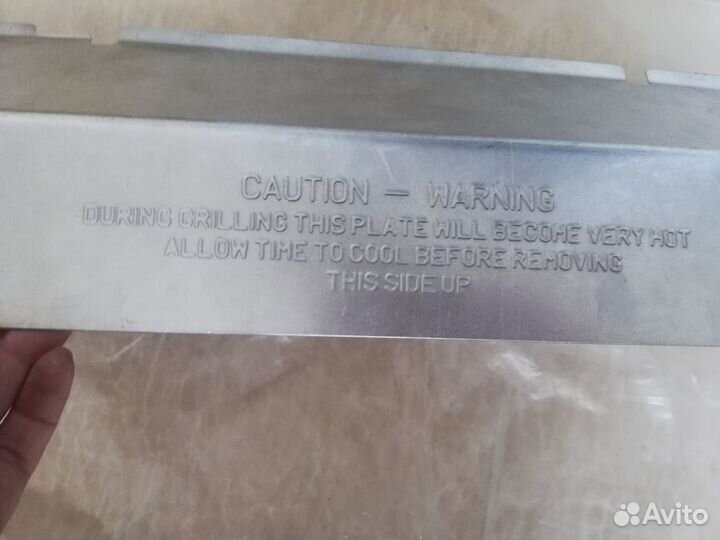 CAUTION — WARNING
DURING GRILLING THIS PLATE WILL BECOME VERY HOT
ALLOW TIME TO COOL BEFORE REMOVING
THIS SIDE UP
Avito